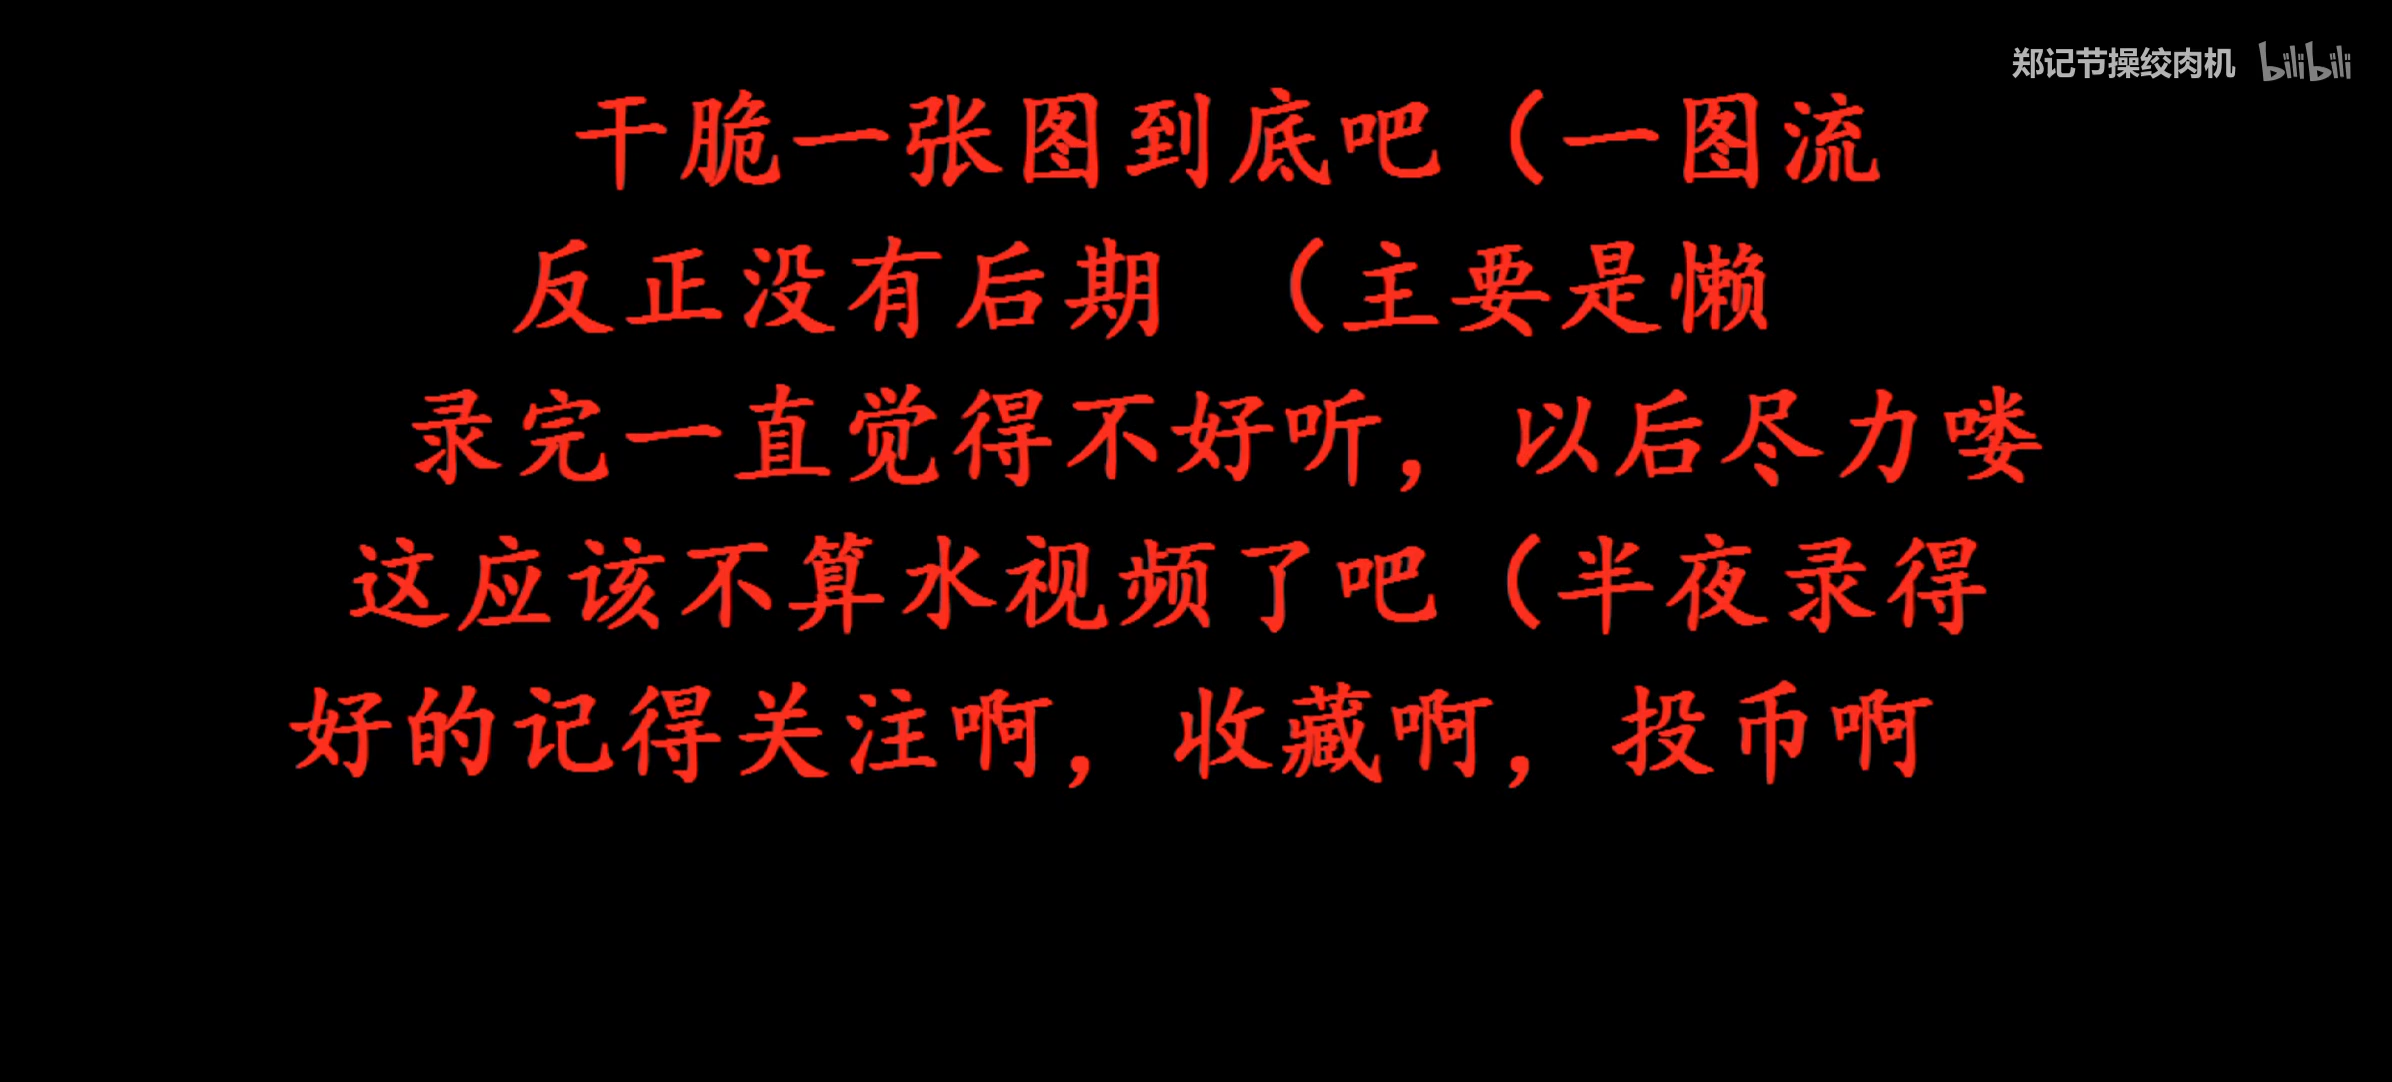 郑记节操绞肉机 bilibili
干脆一张图到底吧（一图流
反正没有后期 （主要是懒
录完一直觉得不好听，以后尽力喽
这应该不算水视频了吧（半夜录得
好的记得关注啊，收藏啊，投币啊